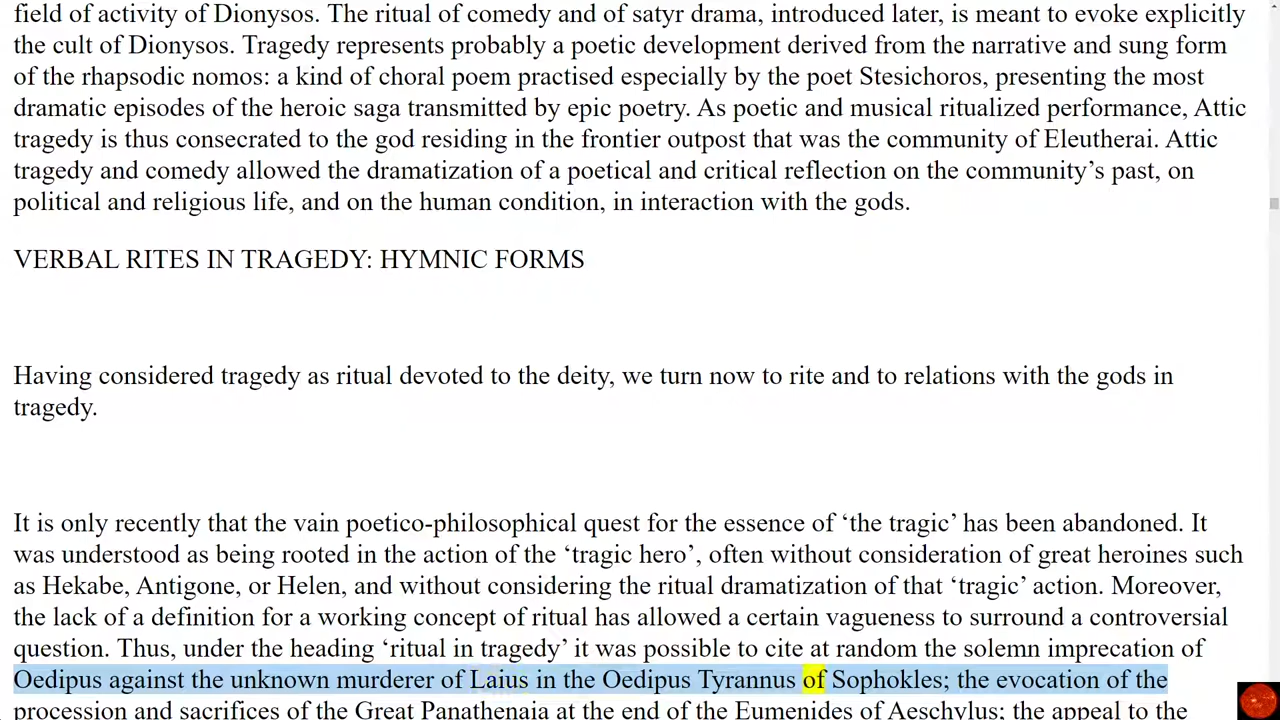 field of activity of Dionysos. The ritual of comedy and of satyr drama, introduced later, is meant to evoke explicitly
the cult of Dionysos. Tragedy represents probably a poetic development derived from the narrative and sung form
of the rhapsodic nomos: a kind of choral poem practised especially by the poet Stesichoros, presenting the most
dramatic episodes of the heroic saga transmitted by epic poetry. As poetic and musical ritualized performance, Attic
tragedy is thus consecrated to the god residing in the frontier outpost that was the community of Eleutherai. Attic
tragedy and comedy allowed the dramatization of a poetical and critical reflection on the community’s past, on
political and religious life, and on the human condition, in interaction with the gods.
VERBAL RITES IN TRAGEDY: HYMNIC FORMS
Having considered tragedy as ritual devoted to the deity, we turn now to rite and to relations with the gods in
tragedy.
It is only recently that the vain poetico-philosophical quest for the essence of ‘the tragic’ has been abandoned. It
was understood as being rooted in the action of the ‘tragic hero’, often without consideration of great heroines such
as Hekabe, Antigone, or Helen, and without considering the ritual dramatization of that ‘tragic’ action. Moreover,
the lack of a definition for a working concept of ritual has allowed a certain vagueness to surround a controversial
question. Thus, under the heading ‘ritual in tragedy’ it was possible to cite at random the solemn imprecation of
Oedipus against the unknown murderer of Laius in the Oedipus Tyrannus of Sophokles; the evocation of the
procession and sacrifices of the Great Panathenaia at the end of the Eumenides of Aeschylus; the appeal to the